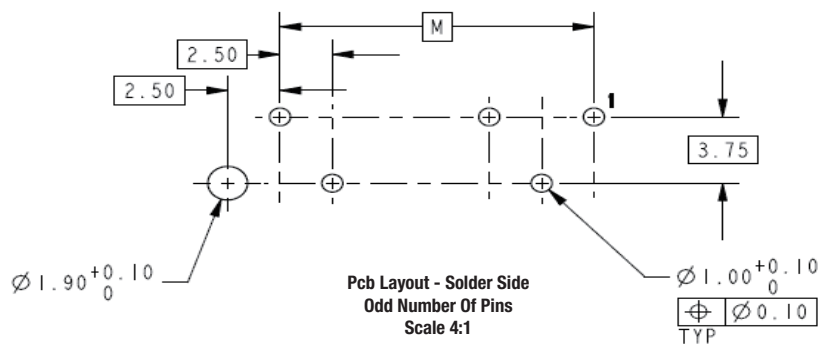 M
2.50
2.50
1
3.75
Ø1.90 +0.10 0
Pcb Layout - Solder Side
Odd Number Of Pins
Scale 4:1
Ø1.00 +0.10 0
⌖ Ø0.10
TYP